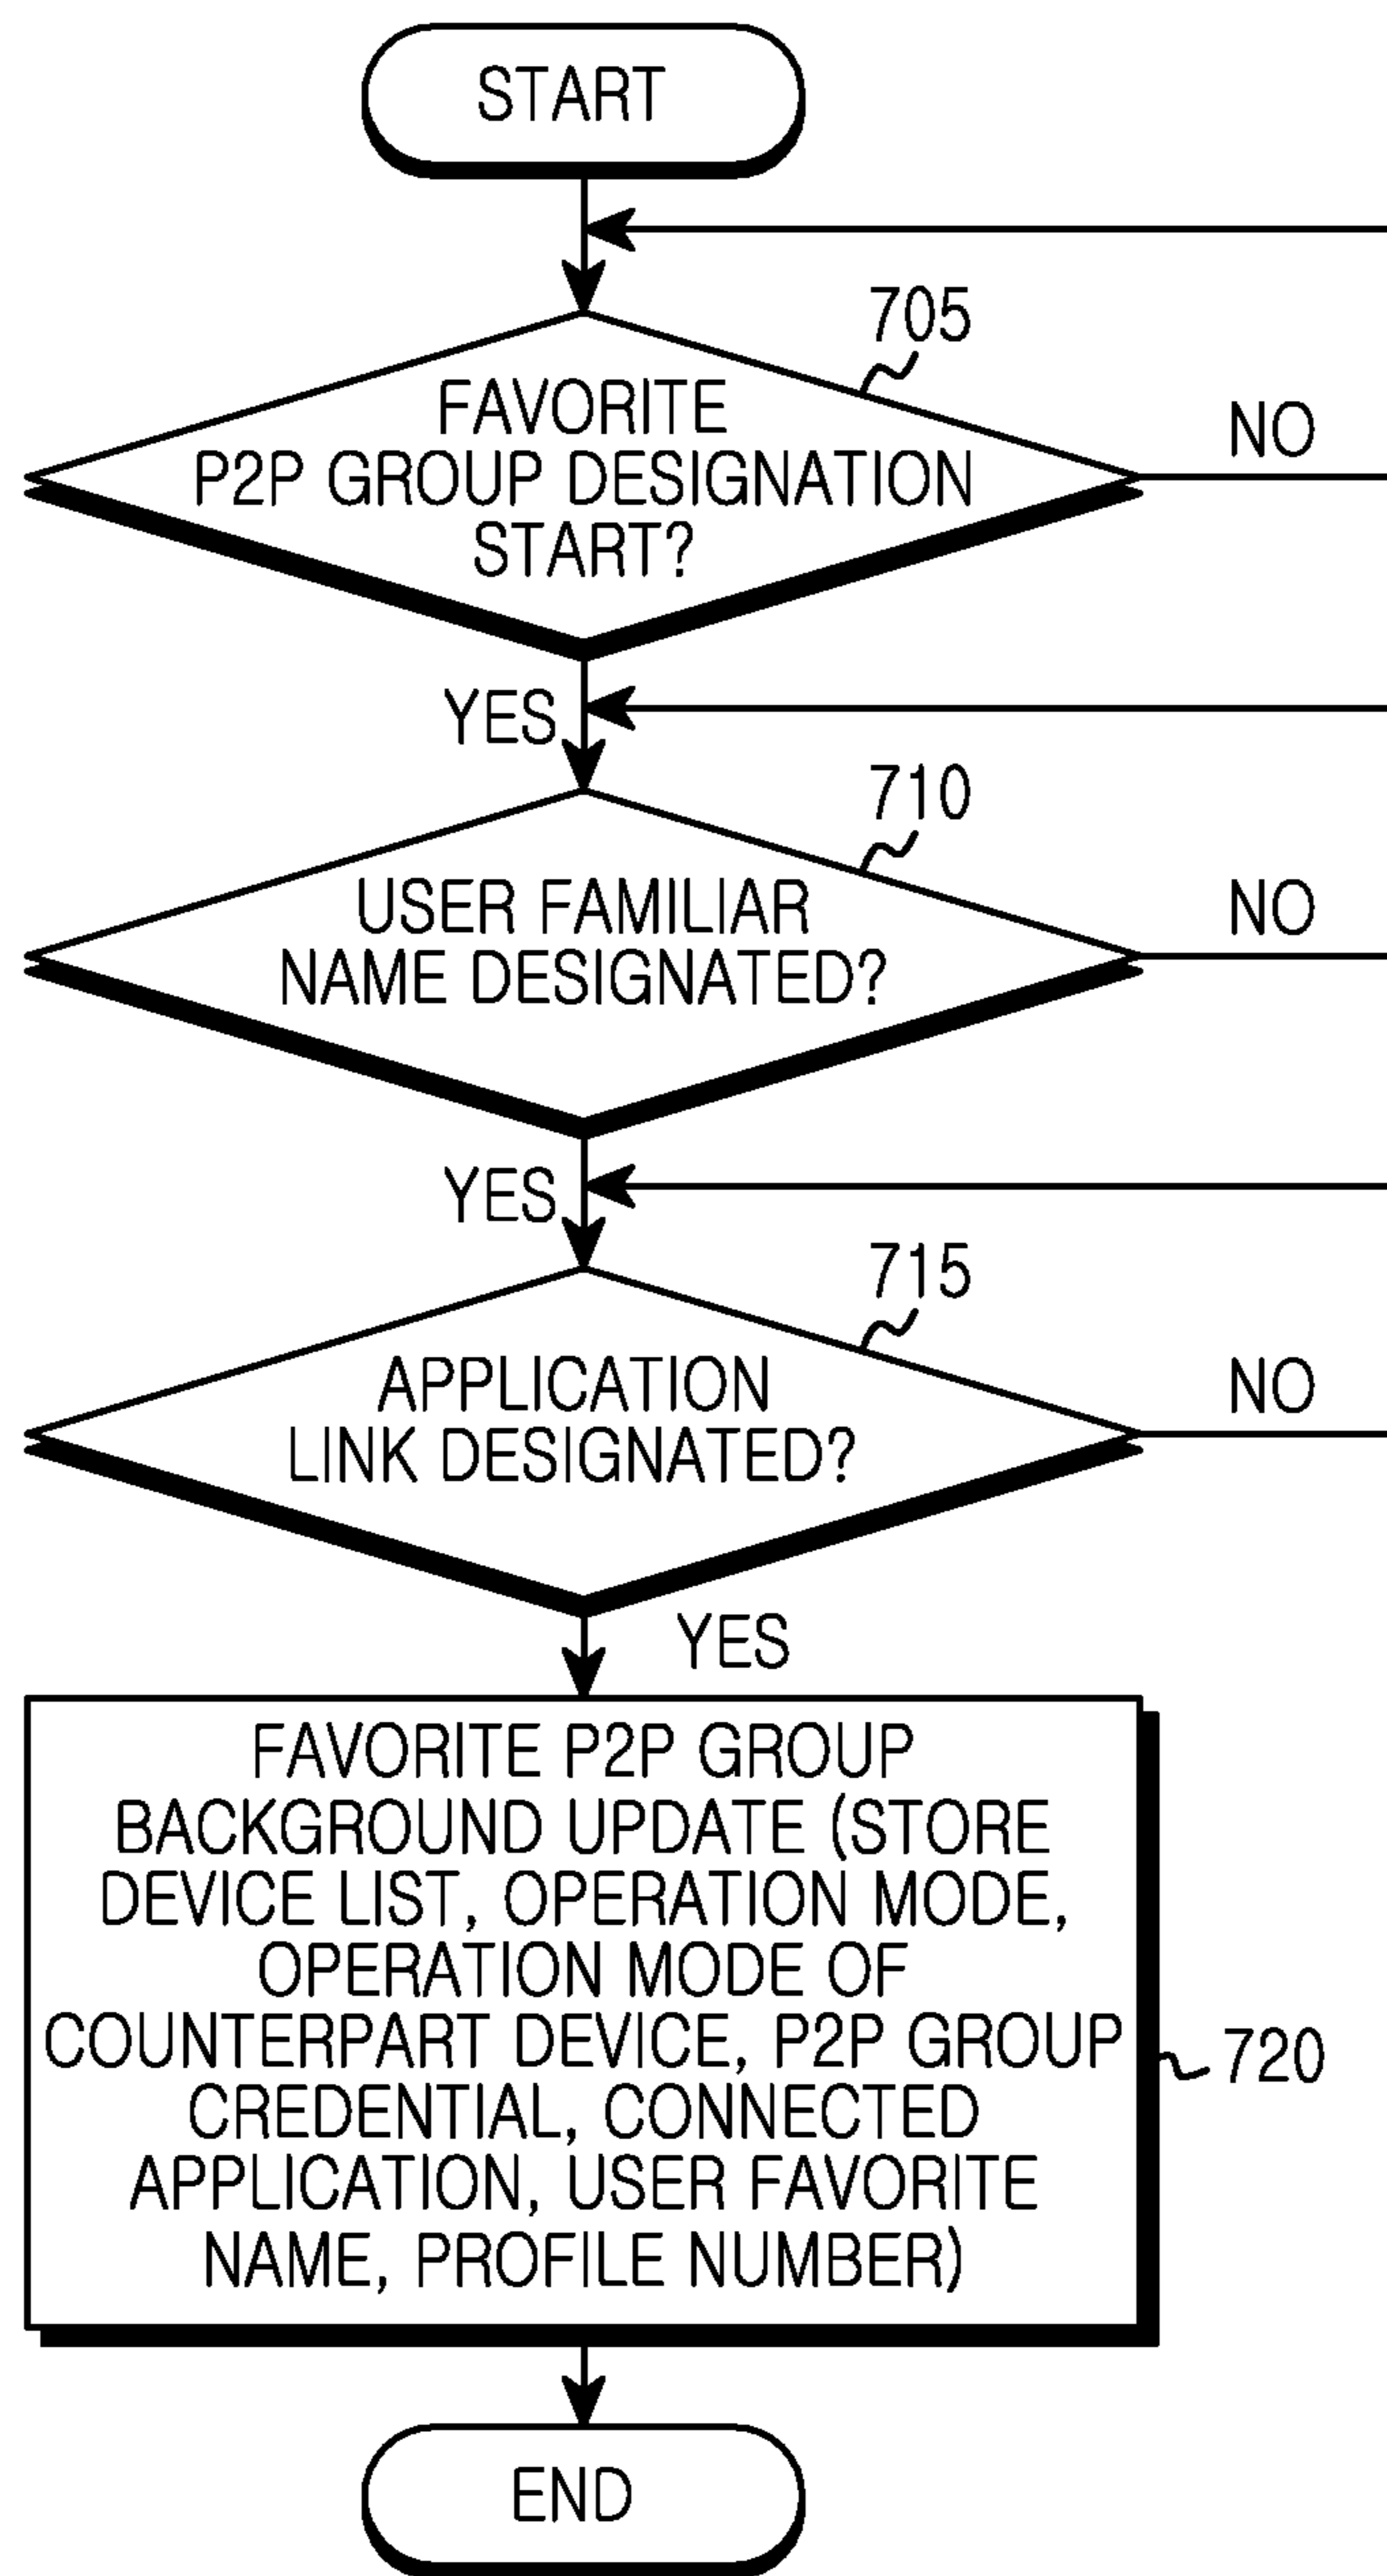 START
705
FAVORITE
P2P GROUP DESIGNATION
START?
NO
YES
710
USER FAMILIAR
NAME DESIGNATED?
NO
YES
715
APPLICATION
LINK DESIGNATED?
NO
YES
FAVORITE P2P GROUP
BACKGROUND UPDATE (STORE
DEVICE LIST, OPERATION MODE,
OPERATION MODE OF
COUNTERPART DEVICE, P2P GROUP
CREDENTIAL, CONNECTED
APPLICATION, USER FAVORITE
NAME, PROFILE NUMBER)
720
END